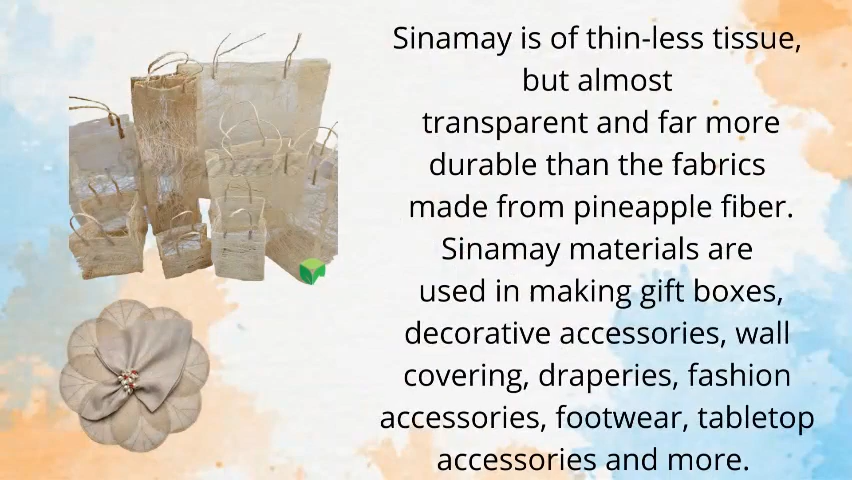 Sinamay is of thin-less tissue,
but almost
transparent and far more
durable than the fabrics
made from pineapple fiber.
Sinamay materials are
used in making gift boxes,
decorative accessories, wall
covering, draperies, fashion
accessories, footwear, tabletop
accessories and more.